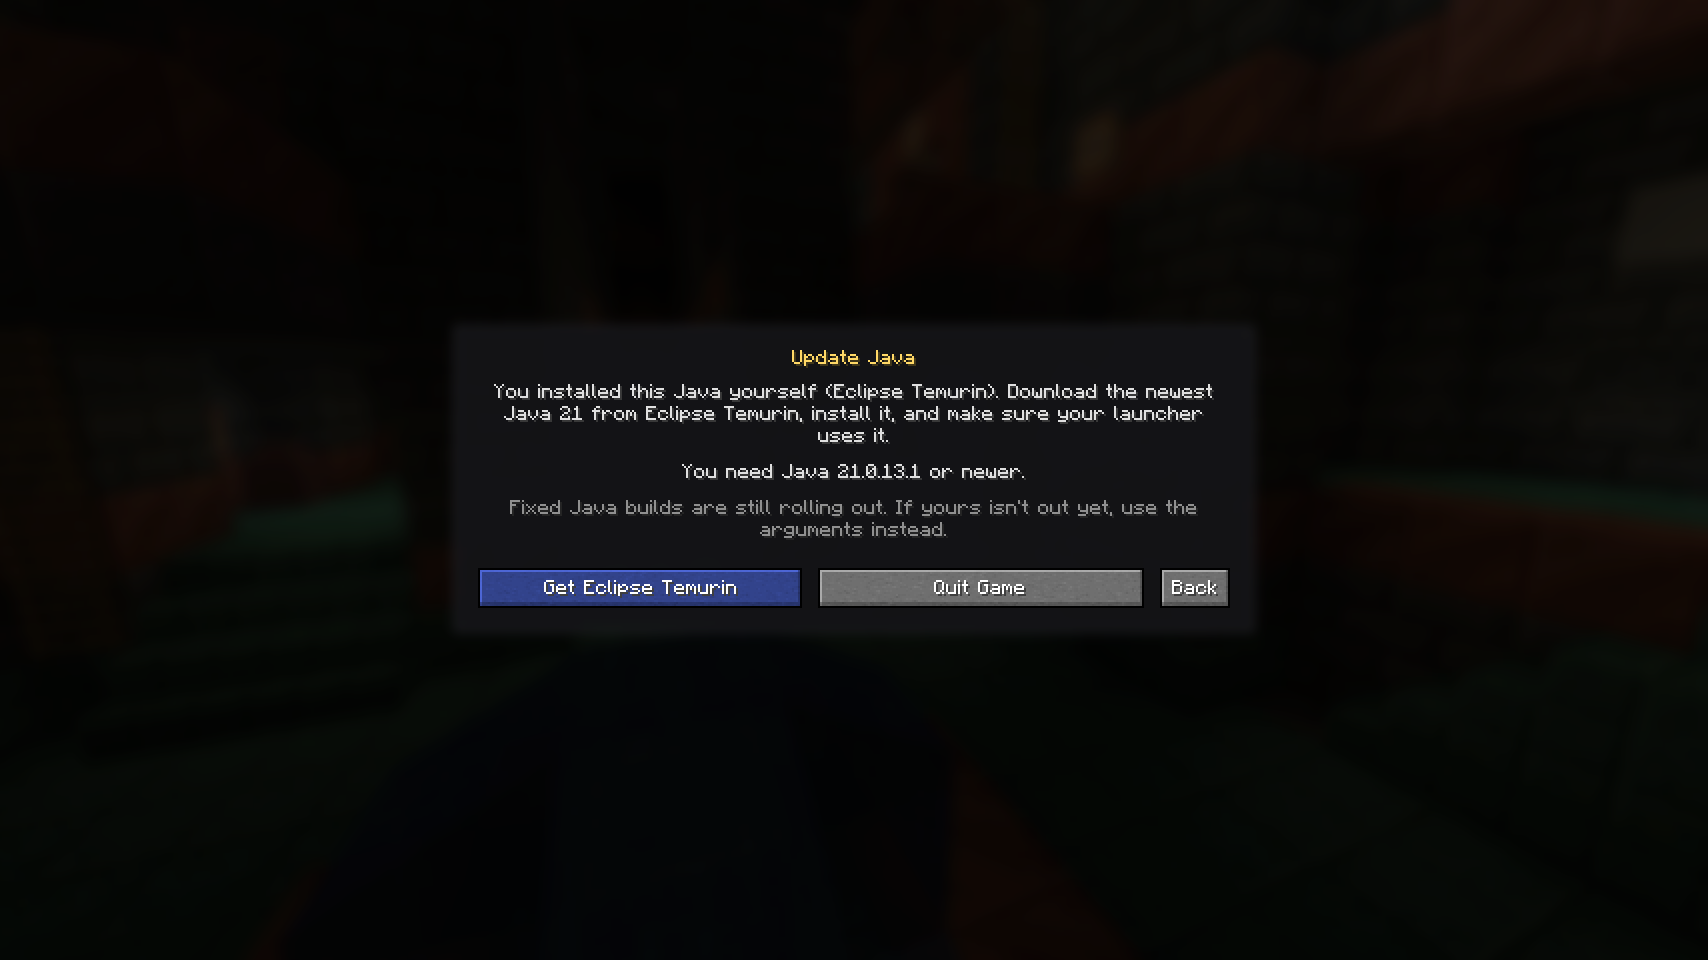 Update Java
You installed this Java yourself (Eclipse Temurin). Download the newest
Java 21 from Eclipse Temurin, install it, and make sure your launcher
uses it.
You need Java 21.0.13.1 or newer.
Fixed Java builds are still rolling out. If yours isn't out yet, use the
arguments instead.
Get Eclipse Temurin
Quit Game
Back